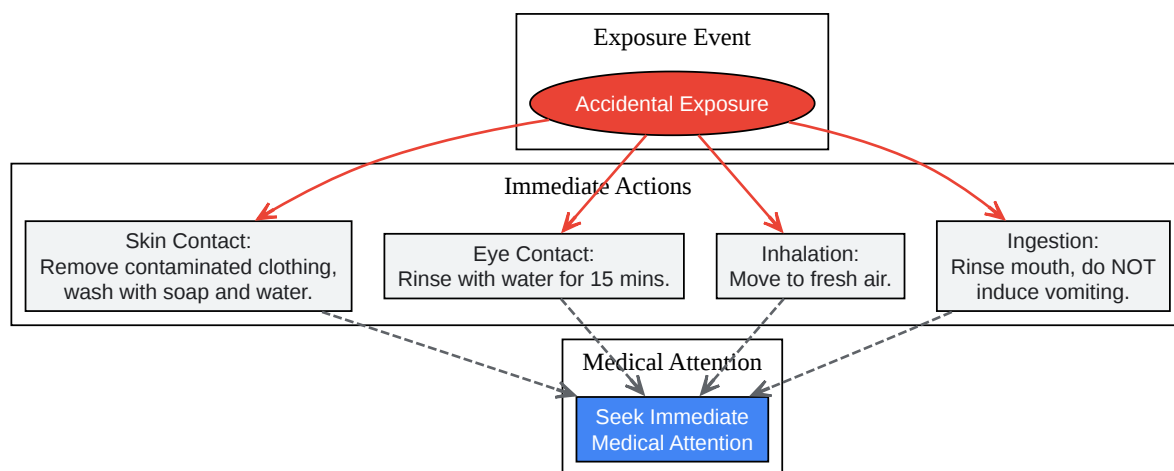 Exposure Event
Accidental Exposure
Immediate Actions
Skin Contact:
Remove contaminated clothing,
wash with soap and water.
Eye Contact:
Rinse with water for 15 mins.
Inhalation:
Move to fresh air.
Ingestion:
Rinse mouth, do NOT
induce vomiting.
Medical Attention
Seek Immediate
Medical Attention